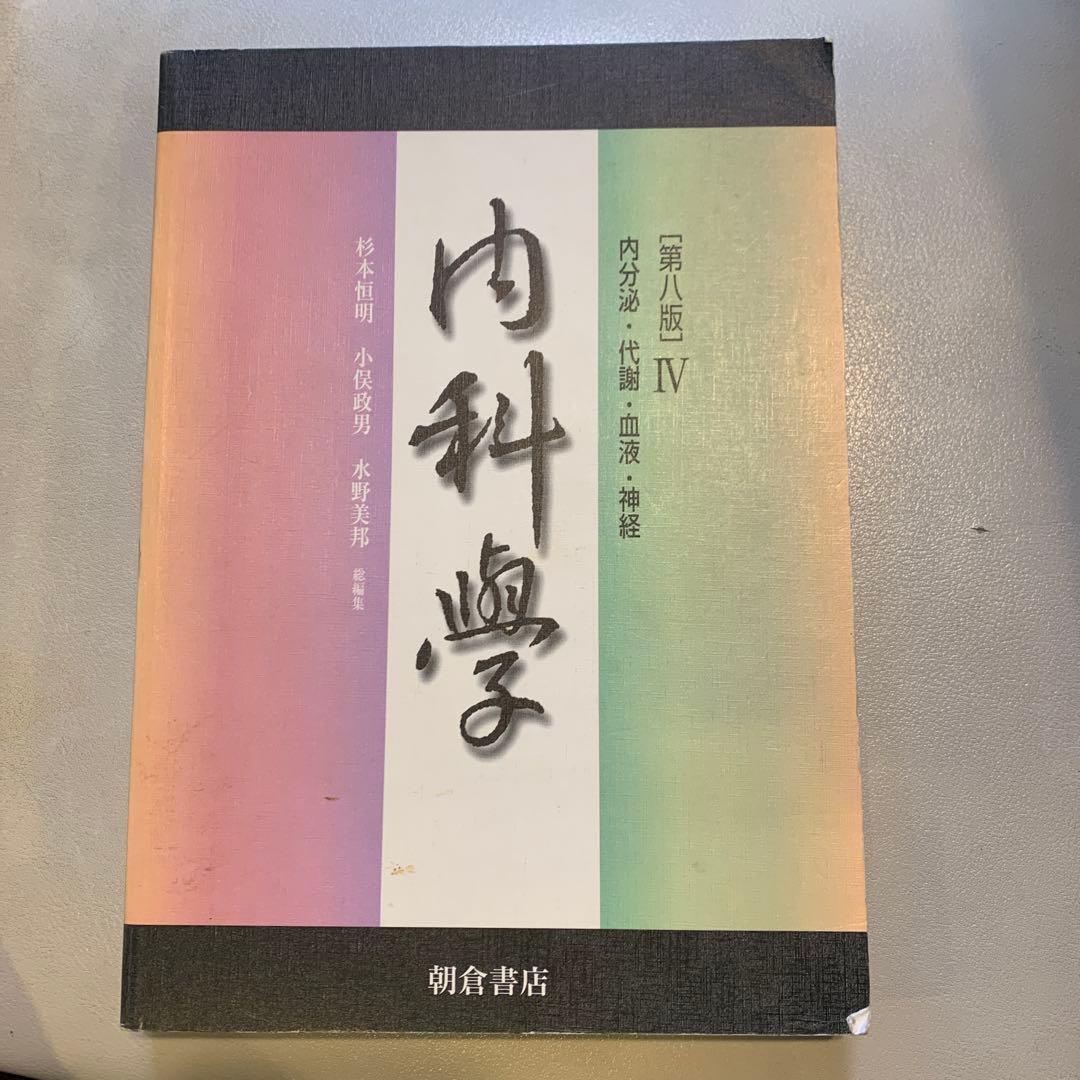 [第八版] IV
内分泌・代謝・血液・神経
内科學
杉本恒明 小俣政男 水野美邦 総編集
朝倉書店